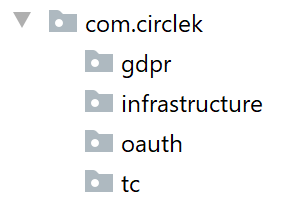 com.circlek
gdpr
infrastructure
oauth
tc